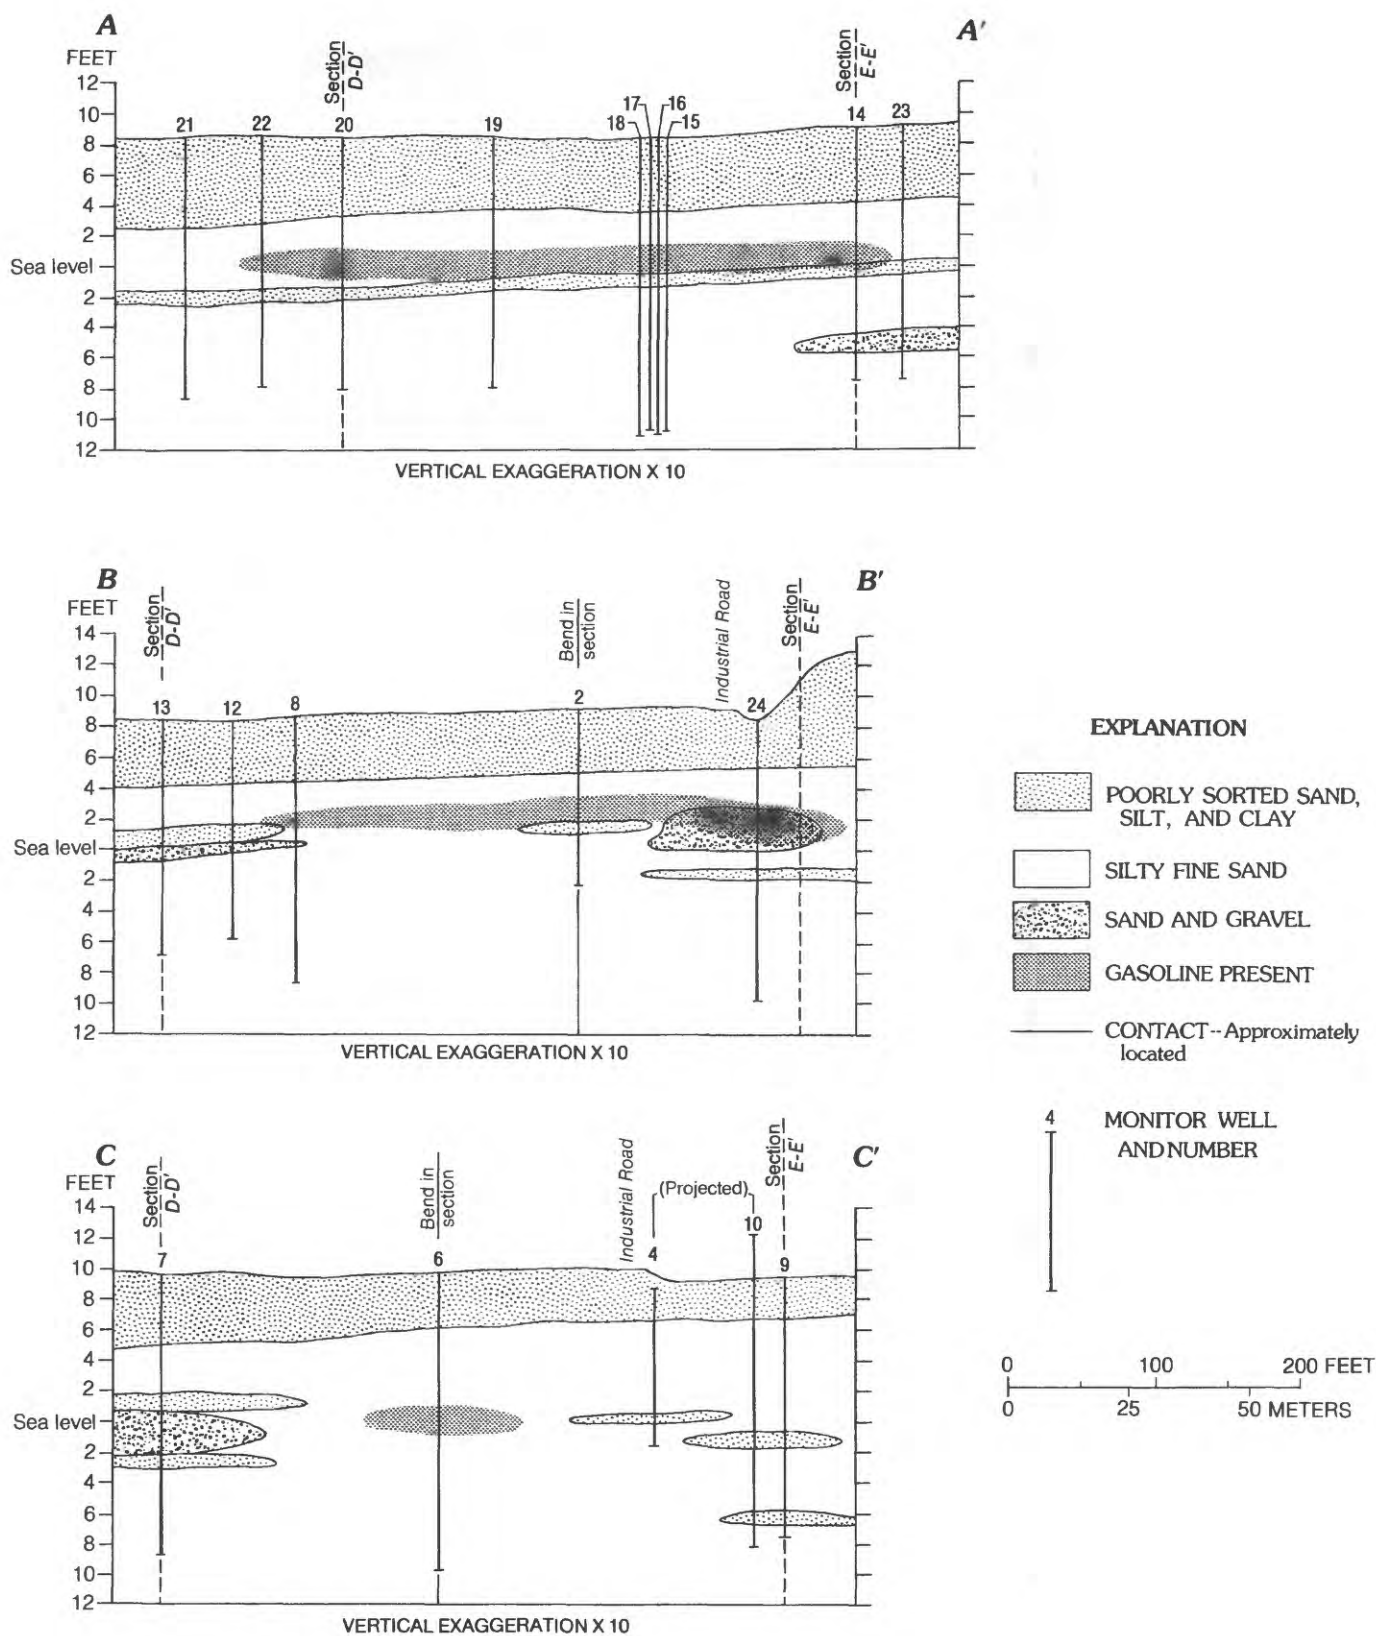 A
A'
FEET
Section
D-D'
Section
E-E'
12
10
8
6
4
2
Sea level
2
4
6
8
10
12
21
22
20
19
18
17
16
15
14
23
VERTICAL EXAGGERATION X 10
B
B'
FEET
Section
D-D'
Bend in
section
Industrial Road
Section
E-E'
14
12
10
8
6
4
2
Sea level
2
4
6
8
10
12
13
12
8
2
24
VERTICAL EXAGGERATION X 10
C
C'
FEET
Section
D-D'
Bend in
section
Industrial Road
(Projected)
Section
E-E'
14
12
10
8
6
4
2
Sea level
2
4
6
8
10
12
7
6
4
10
9
VERTICAL EXAGGERATION X 10
EXPLANATION
POORLY SORTED SAND,
SILT, AND CLAY
SILTY FINE SAND
SAND AND GRAVEL
GASOLINE PRESENT
CONTACT--Approximately
located
4
MONITOR WELL
AND NUMBER
0 100 200 FEET
0 25 50 METERS